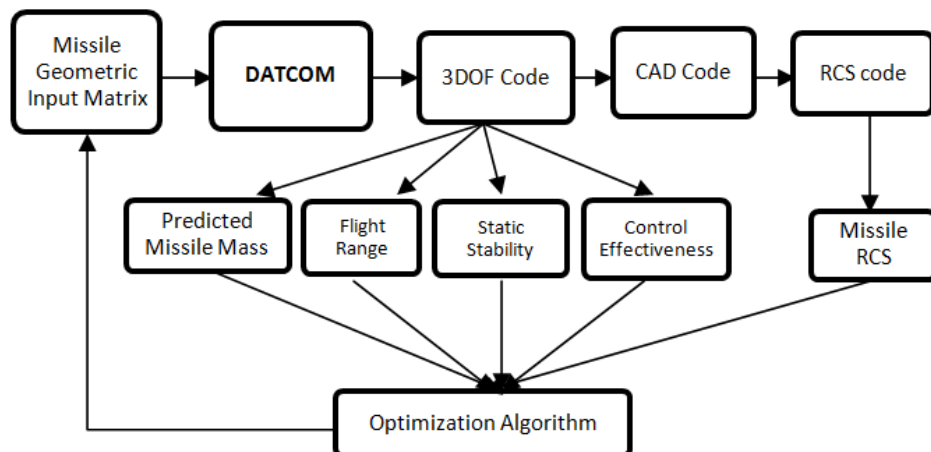 Missile
Geometric
Input Matrix
DATCOM
3DOF Code
CAD Code
RCS code
Predicted
Missile Mass
Flight
Range
Static
Stability
Control
Effectiveness
Missile
RCS
Optimization Algorithm